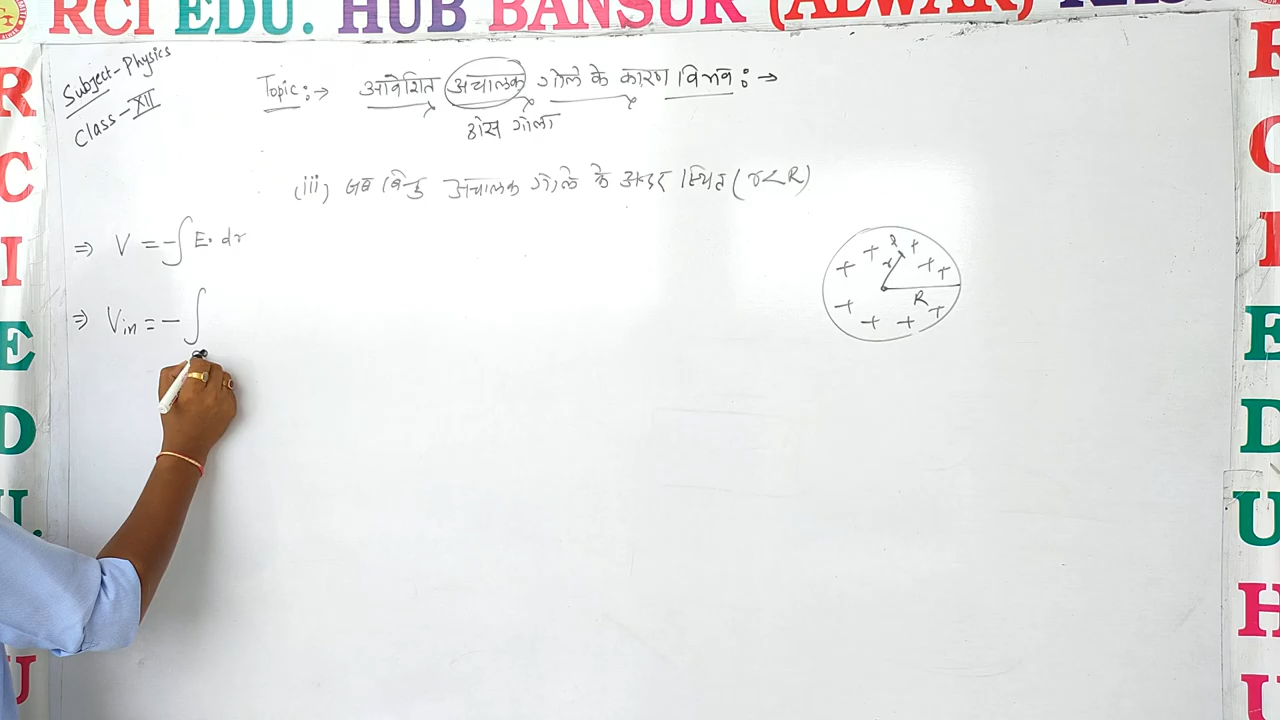 RCI EDU. HUB BANSUR (ALWAR)
Subject-Physics
Class-XII
Topic:→ आवेशित अचालक गोले के कारण विभव:→
ठोस गोला
(iii) जब बिन्दु अचालक गोले के अन्दर स्थित (r<R)
⇒ V = -∫E. dr
⇒ Vin = -∫
+ + + + + + + + + +
r
R
R
C
I
E
D
U.
U
R
C
I
E
D
U
H
U